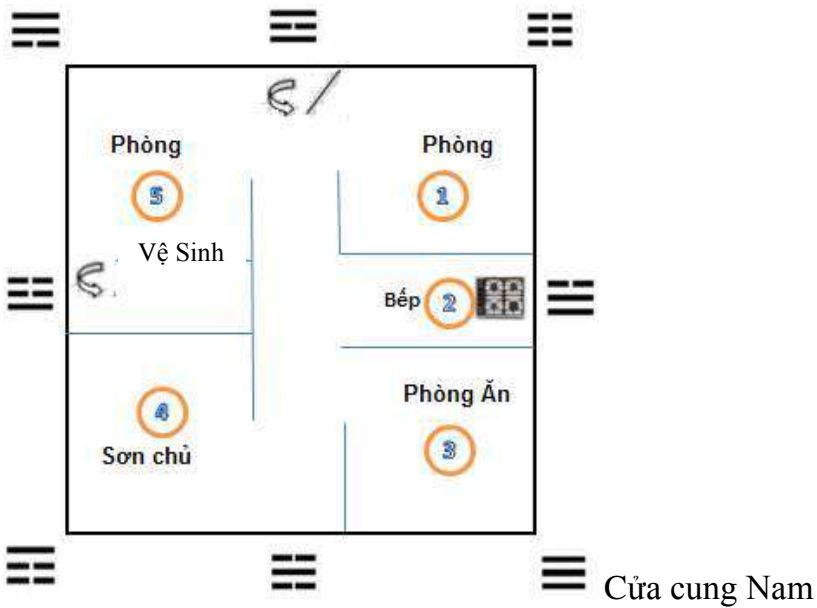 Phòng Phòng
5 1
Vệ Sinh
Bếp 2
Phòng Ăn
4
Sơn chủ 3
Cửa cung Nam